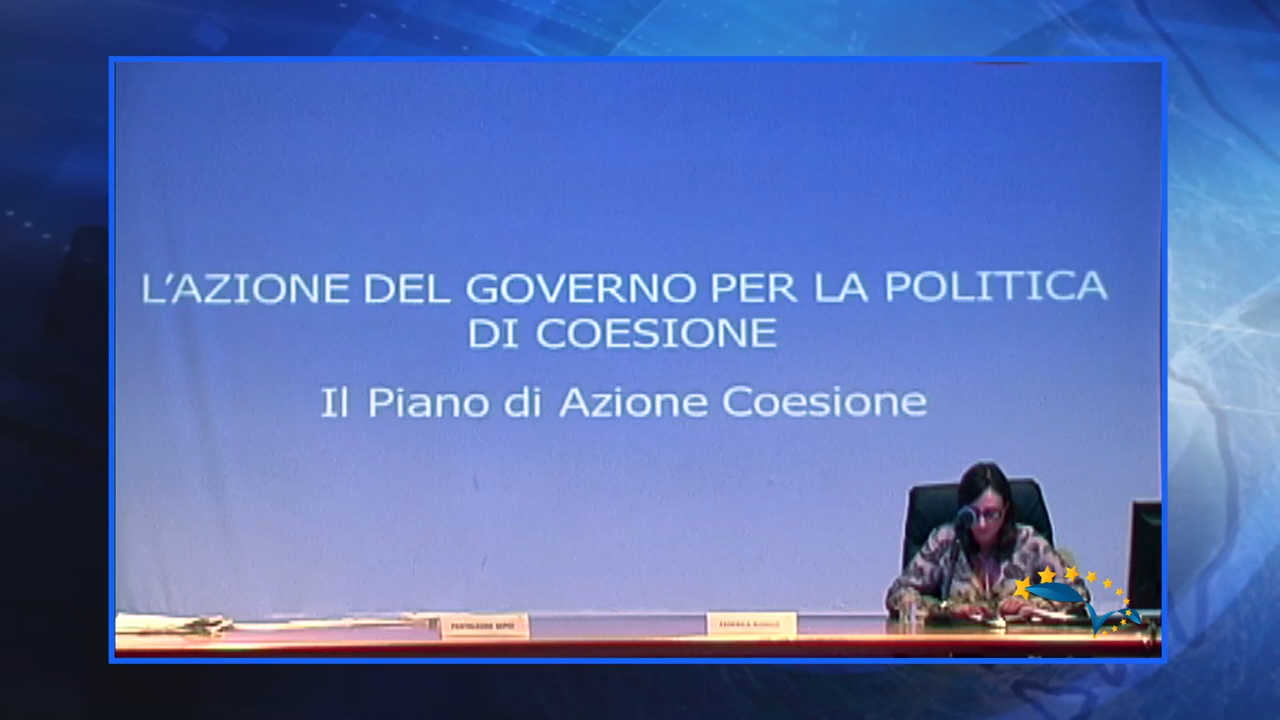 L'AZIONE DEL GOVERNO PER LA POLITICA
DI COESIONE
Il Piano di Azione Coesione